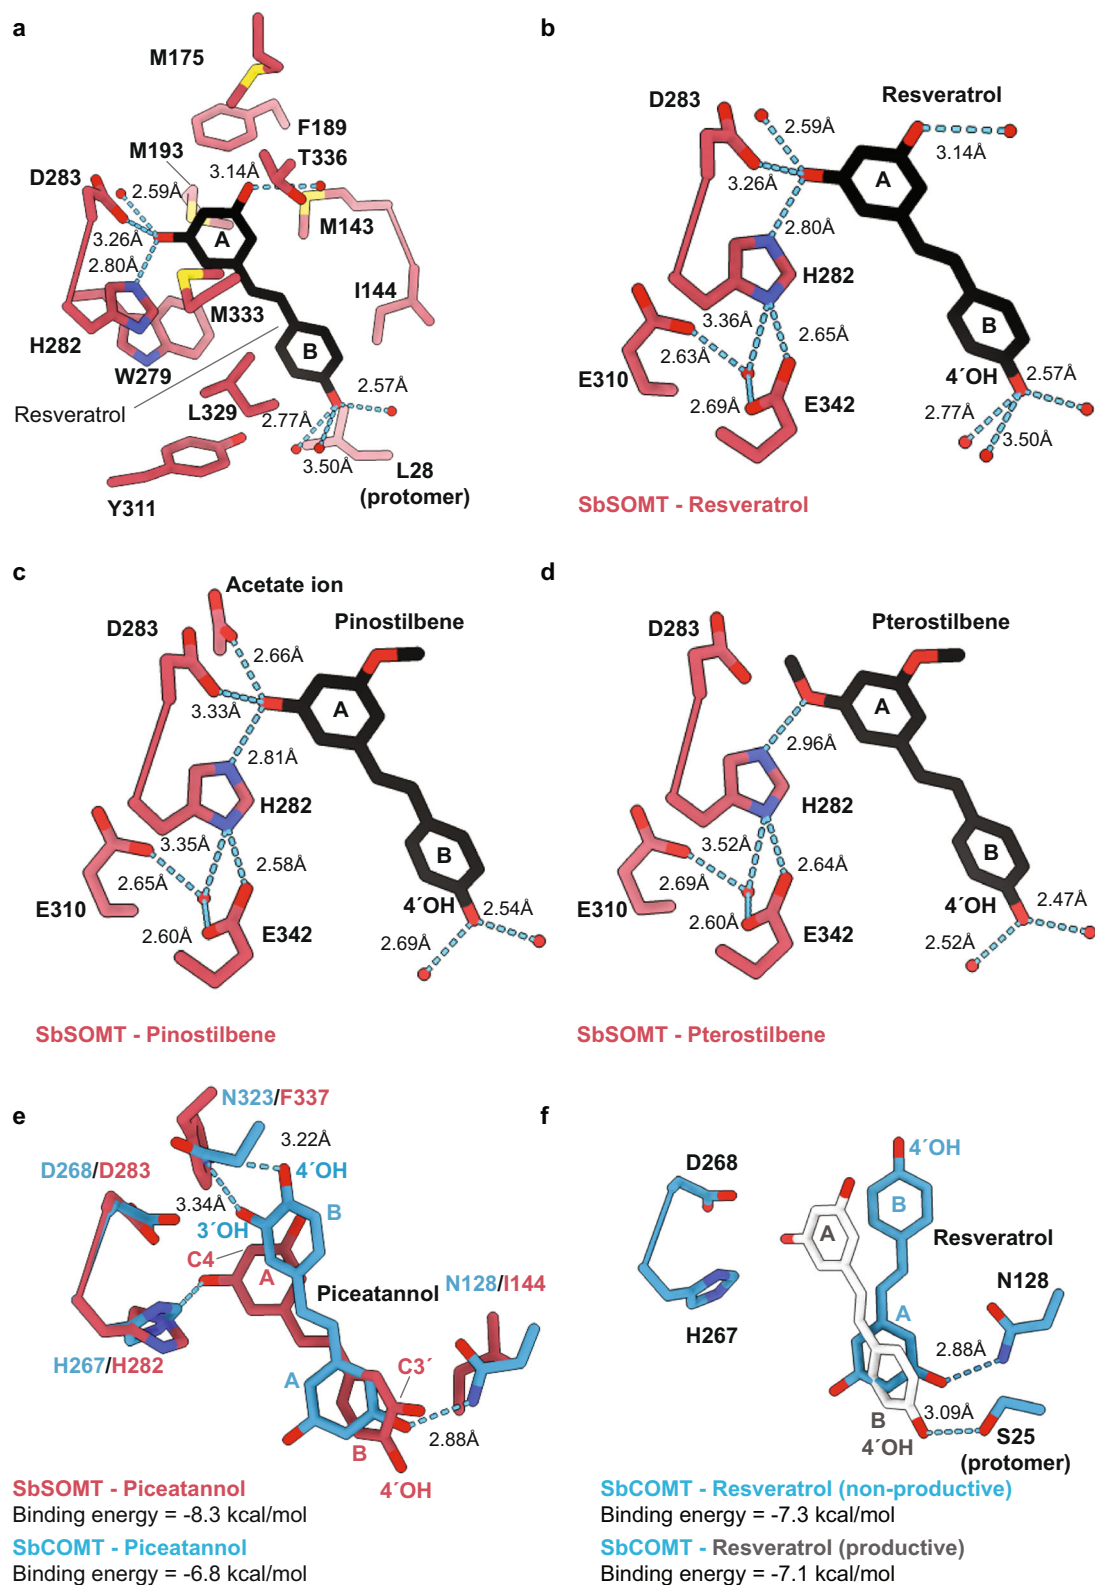 a
M175
F189
M193
T336
3.14Å
D283
2.59Å
A
M143
3.26Å
2.80Å
M333
I144
H282
B
W279
2.57Å
Resveratrol
L329
2.77Å
3.50Å
L28
(protomer)
Y311
b
Resveratrol
D283
2.59Å
3.14Å
3.26Å
A
2.80Å
H282
3.36Å
2.65Å
B
2.63Å
E310
4´OH
2.57Å
2.69Å
E342
2.77Å
3.50Å
SbSOMT - Resveratrol
c
Acetate ion
D283
Pinostilbene
2.66Å
3.33Å
A
2.81Å
H282
3.35Å
2.58Å
B
2.65Å
E310
4´OH
2.54Å
2.60Å
E342
2.69Å
SbSOMT - Pinostilbene
d
D283
Pterostilbene
A
2.96Å
H282
3.52Å
2.64Å
B
2.69Å
E310
4´OH
2.47Å
2.60Å
E342
2.52Å
SbSOMT - Pterostilbene
e
N323/F337
3.22Å
D268/D283
4´OH
3.34Å
3´OH
B
C4
A
Piceatannol
N128/I144
H267/H282
A
C3´
B
2.88Å
4´OH
SbSOMT - Piceatannol
Binding energy = -8.3 kcal/mol
SbCOMT - Piceatannol
Binding energy = -6.8 kcal/mol
f
4´OH
D268
B
A
Resveratrol
N128
H267
A
2.88Å
B
3.09Å
4´OH
S25
(protomer)
SbCOMT - Resveratrol (non-productive)
Binding energy = -7.3 kcal/mol
SbCOMT - Resveratrol (productive)
Binding energy = -7.1 kcal/mol